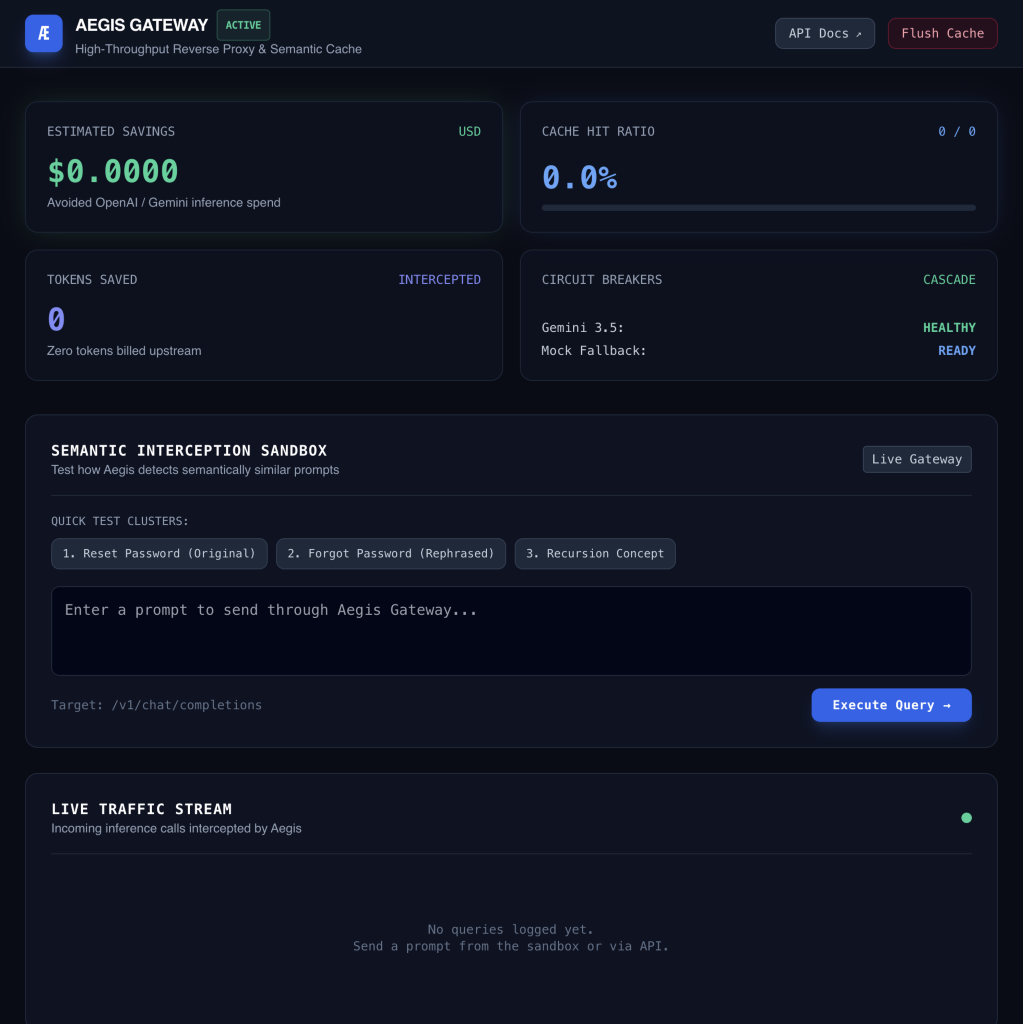 Æ
AEGIS GATEWAY ACTIVE
High-Throughput Reverse Proxy & Semantic Cache
API Docs ↗
Flush Cache
ESTIMATED SAVINGS USD
$0.0000
Avoided OpenAI / Gemini inference spend
CACHE HIT RATIO 0 / 0
0.0%
TOKENS SAVED INTERCEPTED
0
Zero tokens billed upstream
CIRCUIT BREAKERS CASCADE
Gemini 3.5: HEALTHY
Mock Fallback: READY
SEMANTIC INTERCEPTION SANDBOX
Test how Aegis detects semantically similar prompts
Live Gateway
QUICK TEST CLUSTERS:
1. Reset Password (Original)
2. Forgot Password (Rephrased)
3. Recursion Concept
Enter a prompt to send through Aegis Gateway...
Target: /v1/chat/completions
Execute Query →
LIVE TRAFFIC STREAM
Incoming inference calls intercepted by Aegis
No queries logged yet.
Send a prompt from the sandbox or via API.